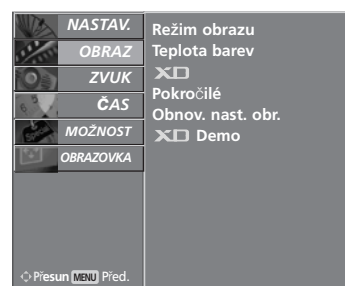 NASTAV.
OBRAZ
ZVUK
ČAS
MOŽNOST
OBRAZOVKA
Režim obrazu
Teplota barev
XD
Pokročilé
Obnov. nast. obr.
XD Demo
Přesun MENU Před.